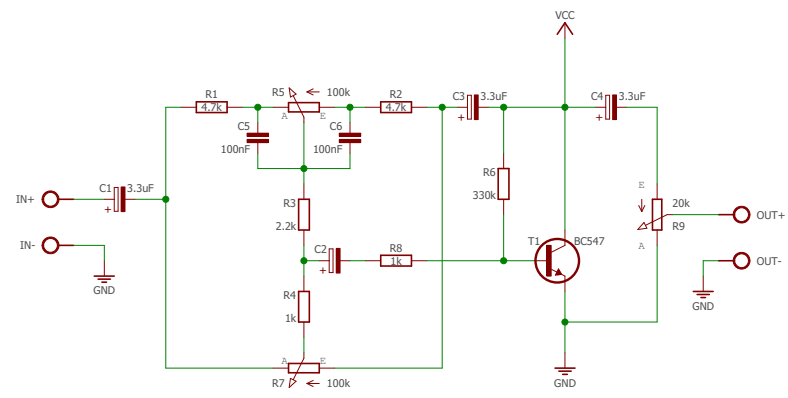 VCC
R1
4.7k
R5
100k
A
E
R2
4.7k
C3
3.3uF
+
C4
3.3uF
+
C5
100nF
C6
100nF
R6
330k
E
20k
R9
A
IN+
C1
3.3uF
+
R3
2.2k
OUT+
IN-
GND
C2
+
R8
1k
T1
BC547
OUT-
GND
R4
1k
A
E
R7
100k
GND